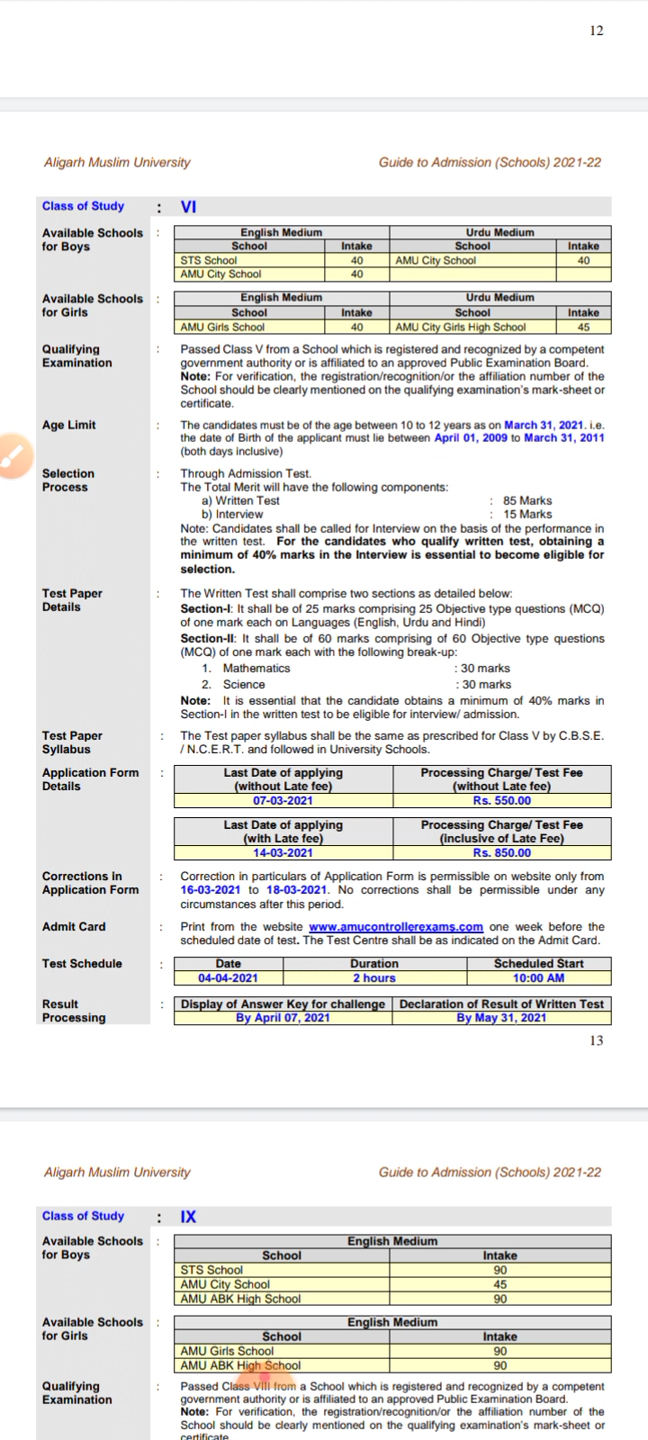 12
Aligarh Muslim University Guide to Admission (Schools) 2021-22
Class of Study : VI
Available Schools for Boys :
English Medium Urdu Medium
School Intake School Intake
STS School 40 AMU City School 40
AMU City School 40
Available Schools for Girls :
English Medium Urdu Medium
School Intake School Intake
AMU Girls School 40 AMU City Girls High School 45
Qualifying Examination :
Passed Class V from a School which is registered and recognized by a competent
government authority or is affiliated to an approved Public Examination Board.
Note: For verification, the registration/recognition/or the affiliation number of the
School should be clearly mentioned on the qualifying examination's mark-sheet or
certificate.
Age Limit : The candidates must be of the age between 10 to 12 years as on March 31, 2021. i.e.
the date of Birth of the applicant must lie between April 01, 2009 to March 31, 2011
(both days inclusive)
Selection Process : Through Admission Test.
The Total Merit will have the following components:
a) Written Test : 85 Marks
b) Interview : 15 Marks
Note: Candidates shall be called for Interview on the basis of the performance in
the written test. For the candidates who qualify written test, obtaining a
minimum of 40% marks in the Interview is essential to become eligible for
selection.
Test Paper Details : The Written Test shall comprise two sections as detailed below:
Section-I: It shall be of 25 marks comprising 25 Objective type questions (MCQ)
of one mark each on Languages (English, Urdu and Hindi)
Section-II: It shall be of 60 marks comprising of 60 Objective type questions
(MCQ) of one mark each with the following break-up:
1. Mathematics : 30 marks
2. Science : 30 marks
Note: It is essential that the candidate obtains a minimum of 40% marks in
Section-I in the written test to be eligible for interview/ admission.
Test Paper Syllabus : The Test paper syllabus shall be the same as prescribed for Class V by C.B.S.E.
/ N.C.E.R.T. and followed in University Schools.
Application Form Details :
Last Date of applying Processing Charge/ Test Fee
(without Late fee) (without Late fee)
07-03-2021 Rs. 550.00
Last Date of applying Processing Charge/ Test Fee
(with Late fee) (inclusive of Late Fee)
14-03-2021 Rs. 850.00
Corrections in Application Form : Correction in particulars of Application Form is permissible on website only from
16-03-2021 to 18-03-2021. No corrections shall be permissible under any
circumstances after this period.
Admit Card : Print from the website www.amucontrollerexams.com one week before the
scheduled date of test. The Test Centre shall be as indicated on the Admit Card.
Test Schedule : Date Duration Scheduled Start
04-04-2021 2 hours 10:00 AM
Result Processing : Display of Answer Key for challenge Declaration of Result of Written Test
By April 07, 2021 By May 31, 2021
13
Aligarh Muslim University Guide to Admission (Schools) 2021-22
Class of Study : IX
Available Schools for Boys :
English Medium
School Intake
STS School 90
AMU City School 45
AMU ABK High School 90
Available Schools for Girls :
English Medium
School Intake
AMU Girls School 90
AMU ABK High School 90
Qualifying Examination :
Passed Class VIII from a School which is registered and recognized by a competent
government authority or is affiliated to an approved Public Examination Board.
Note: For verification, the registration/recognition/or the affiliation number of the
School should be clearly mentioned on the qualifying examination's mark-sheet or
certificate